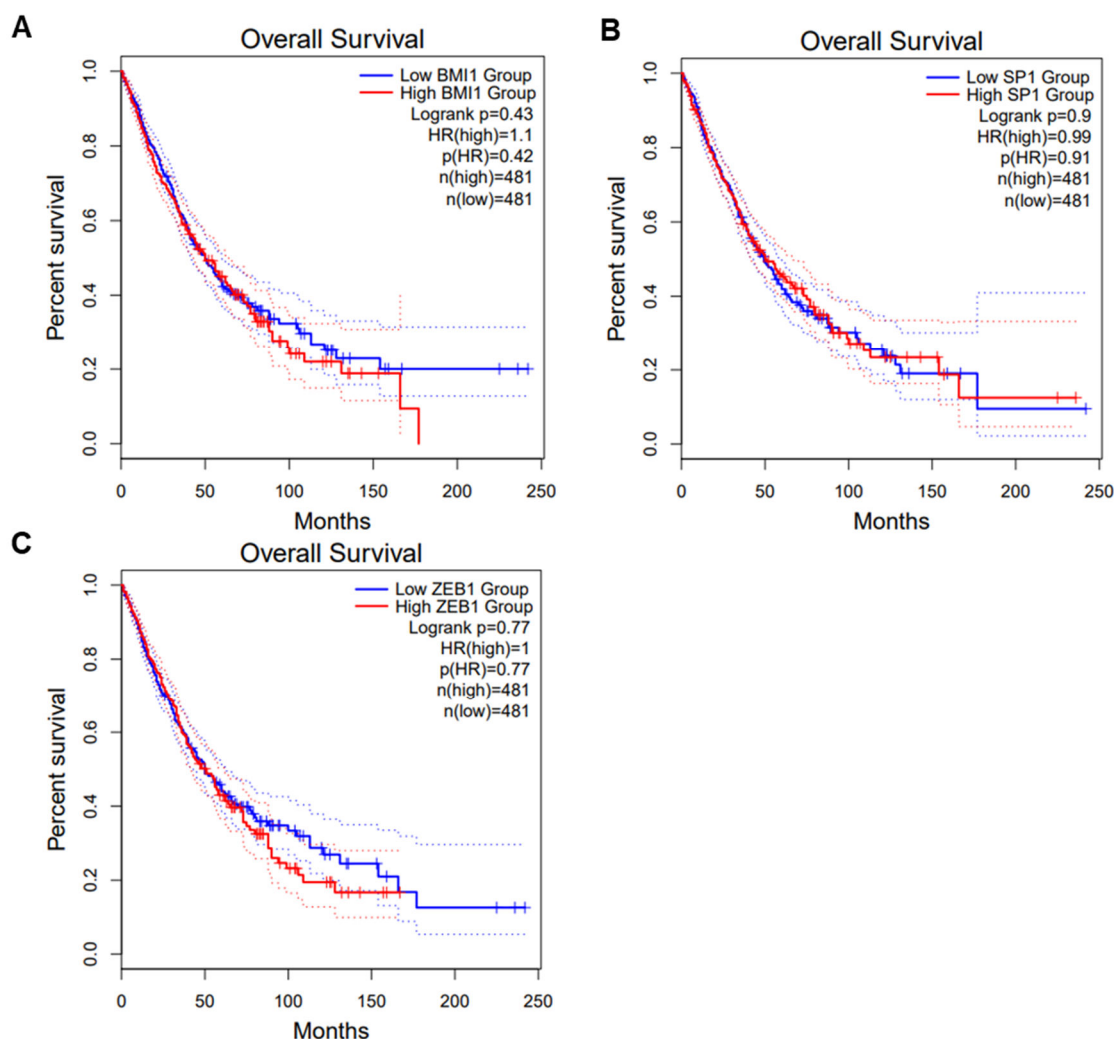 A
Overall Survival
Low BMI1 Group
High BMI1 Group
Logrank p=0.43
HR(high)=1.1
p(HR)=0.42
n(high)=481
n(low)=481
Percent survival
0.0
0.2
0.4
0.6
0.8
1.0
0 50 100 150 200 250
Months
B
Overall Survival
Low SP1 Group
High SP1 Group
Logrank p=0.9
HR(high)=0.99
p(HR)=0.91
n(high)=481
n(low)=481
Percent survival
0.0
0.2
0.4
0.6
0.8
1.0
0 50 100 150 200 250
Months
C
Overall Survival
Low ZEB1 Group
High ZEB1 Group
Logrank p=0.77
HR(high)=1
p(HR)=0.77
n(high)=481
n(low)=481
Percent survival
0.0
0.2
0.4
0.6
0.8
1.0
0 50 100 150 200 250
Months